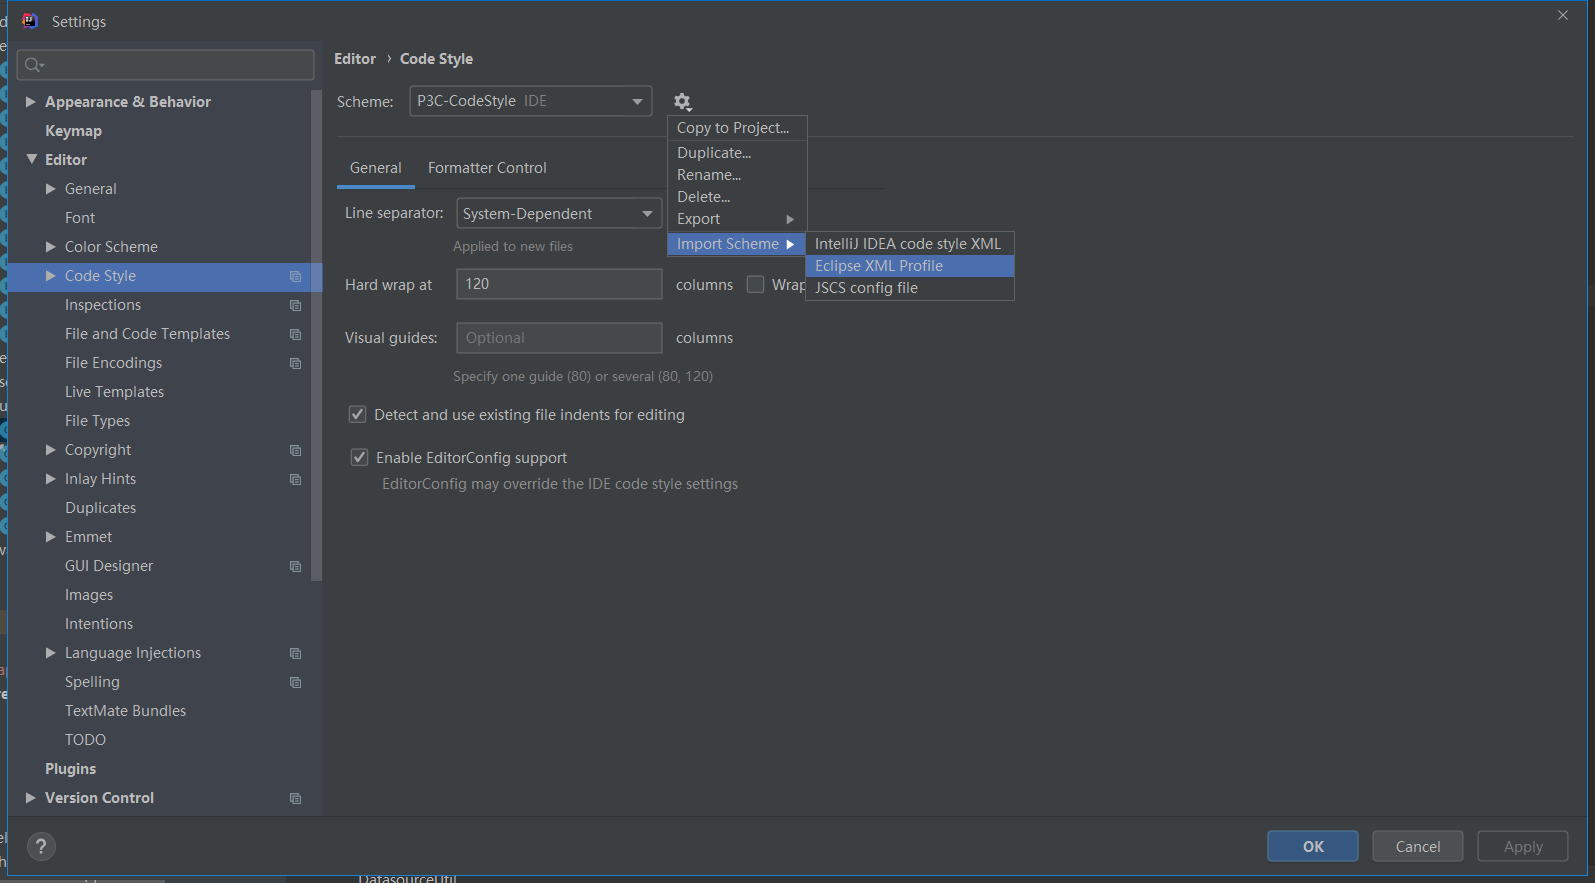 Settings
Appearance & Behavior
Keymap
Editor
General
Font
Color Scheme
Code Style
Inspections
File and Code Templates
File Encodings
Live Templates
File Types
Copyright
Inlay Hints
Duplicates
Emmet
GUI Designer
Images
Intentions
Language Injections
Spelling
TextMate Bundles
TODO
Plugins
Version Control
Editor › Code Style
Scheme: P3C-CodeStyle IDE
Copy to Project...
Duplicate...
Rename...
Delete...
Export
Import Scheme
IntelliJ IDEA code style XML
Eclipse XML Profile
JSCS config file
General Formatter Control
Line separator: System-Dependent
Applied to new files
Hard wrap at 120 columns Wrap
Visual guides: Optional columns
Specify one guide (80) or several (80, 120)
Detect and use existing file indents for editing
Enable EditorConfig support
EditorConfig may override the IDE code style settings
?
OK Cancel Apply
DatasourceUtil